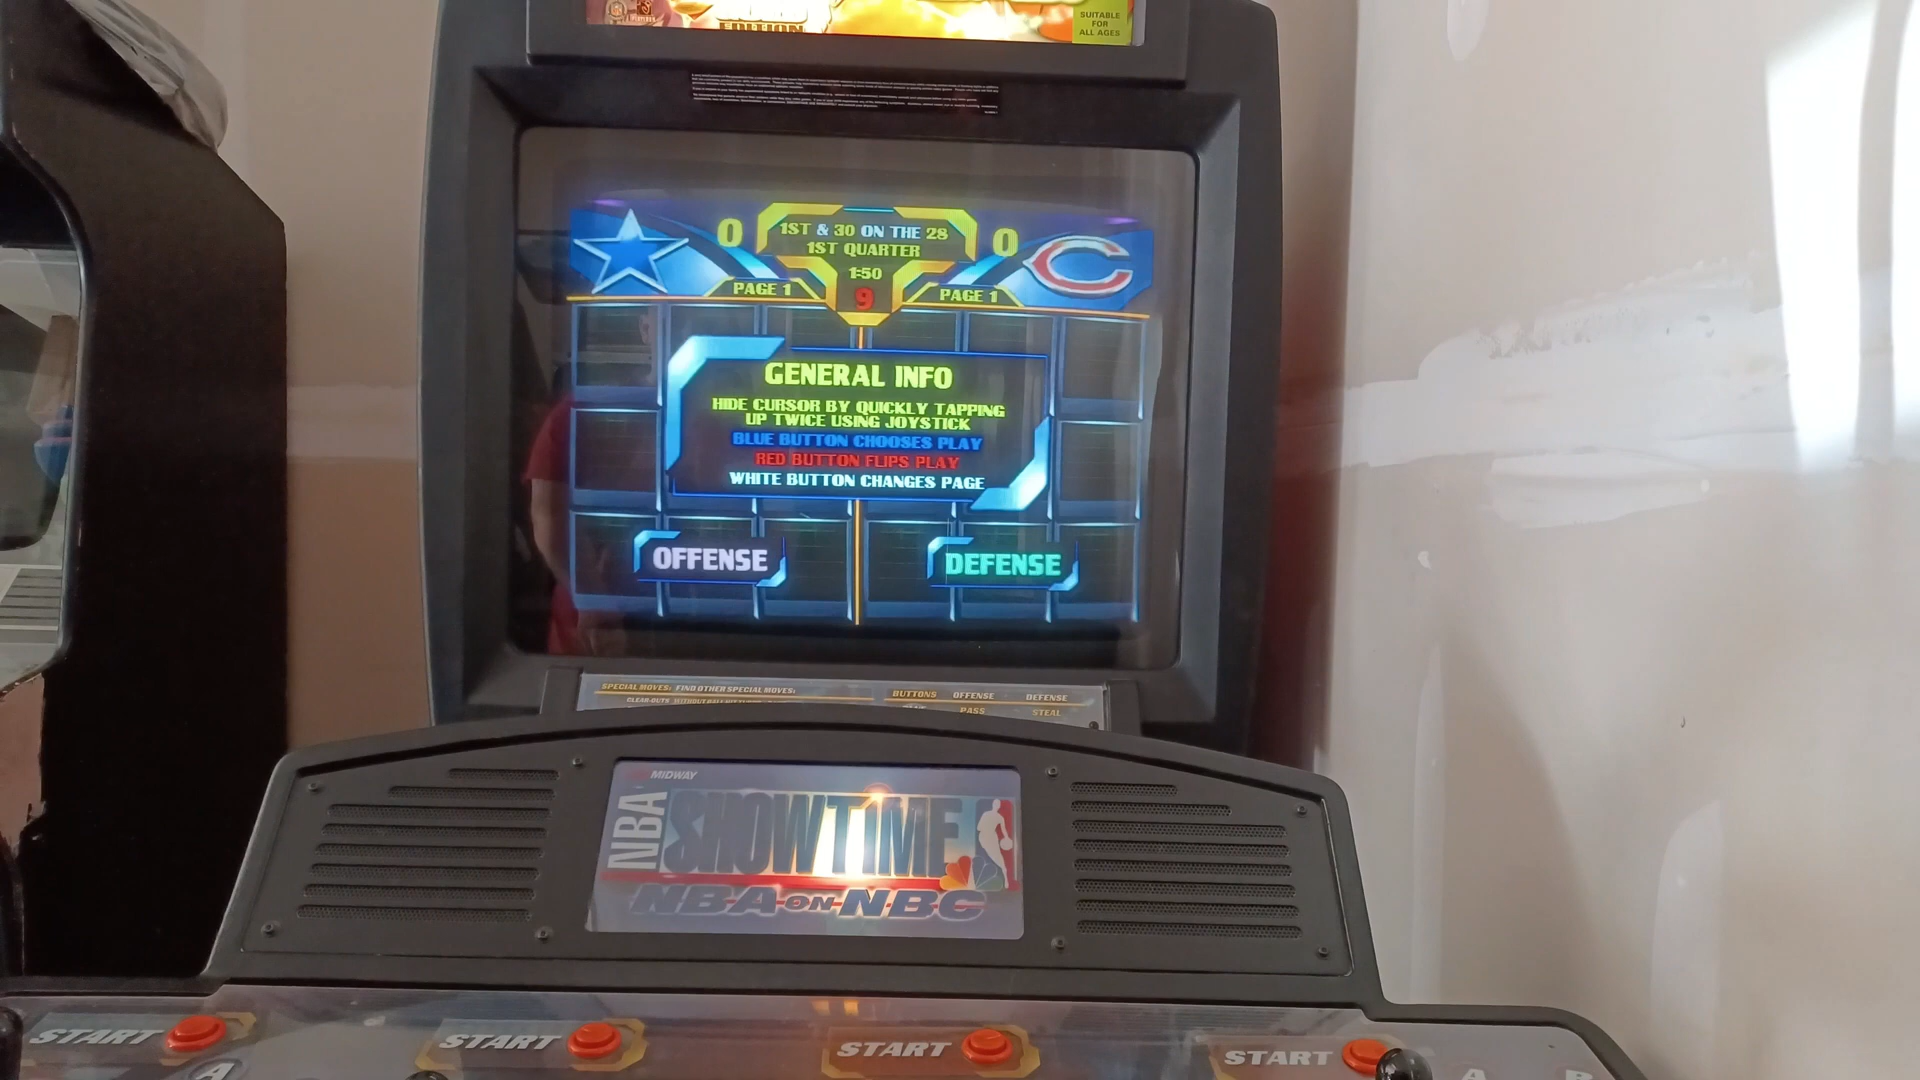 EDITION
SUITABLE
FOR
ALL AGES
0
1ST & 30 ON THE 28
1ST QUARTER
1:50
9
0
PAGE 1
PAGE 1
GENERAL INFO
HIDE CURSOR BY QUICKLY TAPPING
UP TWICE USING JOYSTICK
BLUE BUTTON CHOOSES PLAY
RED BUTTON FLIPS PLAY
WHITE BUTTON CHANGES PAGE
OFFENSE
DEFENSE
SPECIAL MOVES: FIND OTHER SPECIAL MOVES:
BUTTONS OFFENSE DEFENSE
CLEAR-OUTS
PASS STEAL
MIDWAY
NBA SHOWTIME
NBA ON NBC
START
START
START
START
A
A
B